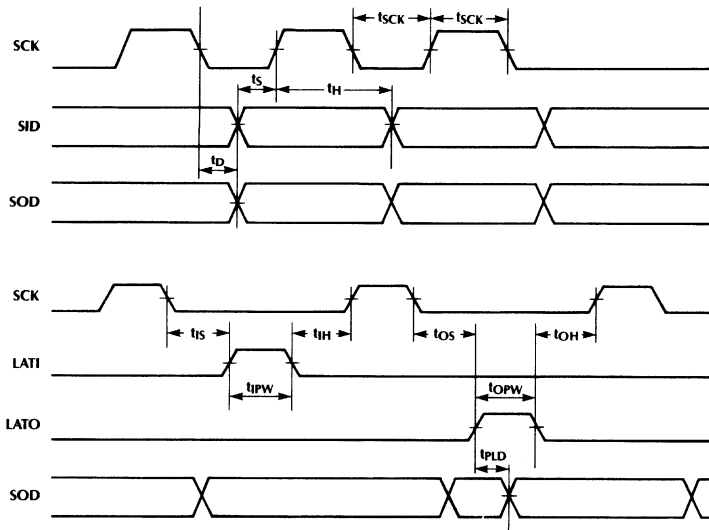 SCK
tSCK tSCK
tS
tH
SID
tD
SOD
SCK
tIS
tIH
tOS
tOH
LATI
tIPW
tOPW
LATO
tPLD
SOD